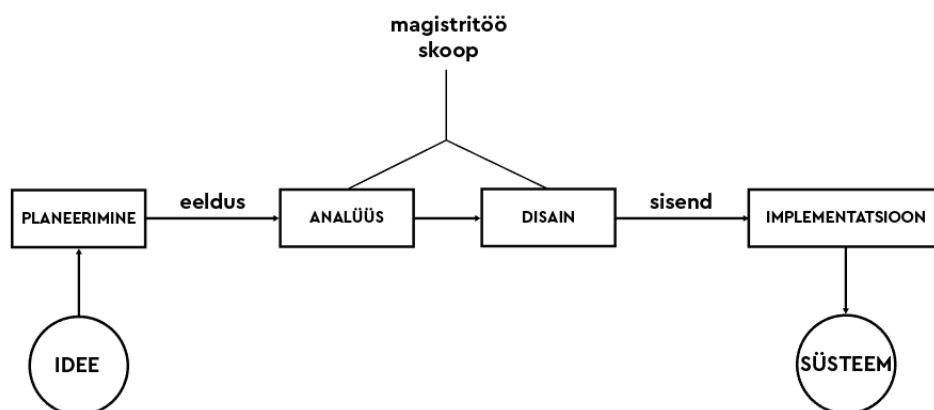 magistritöö
skoop
PLANEERIMINE
eeldus
ANALÜÜS
DISAIN
sisend
IMPLEMENTATSIOON
IDEE
SÜSTEEM